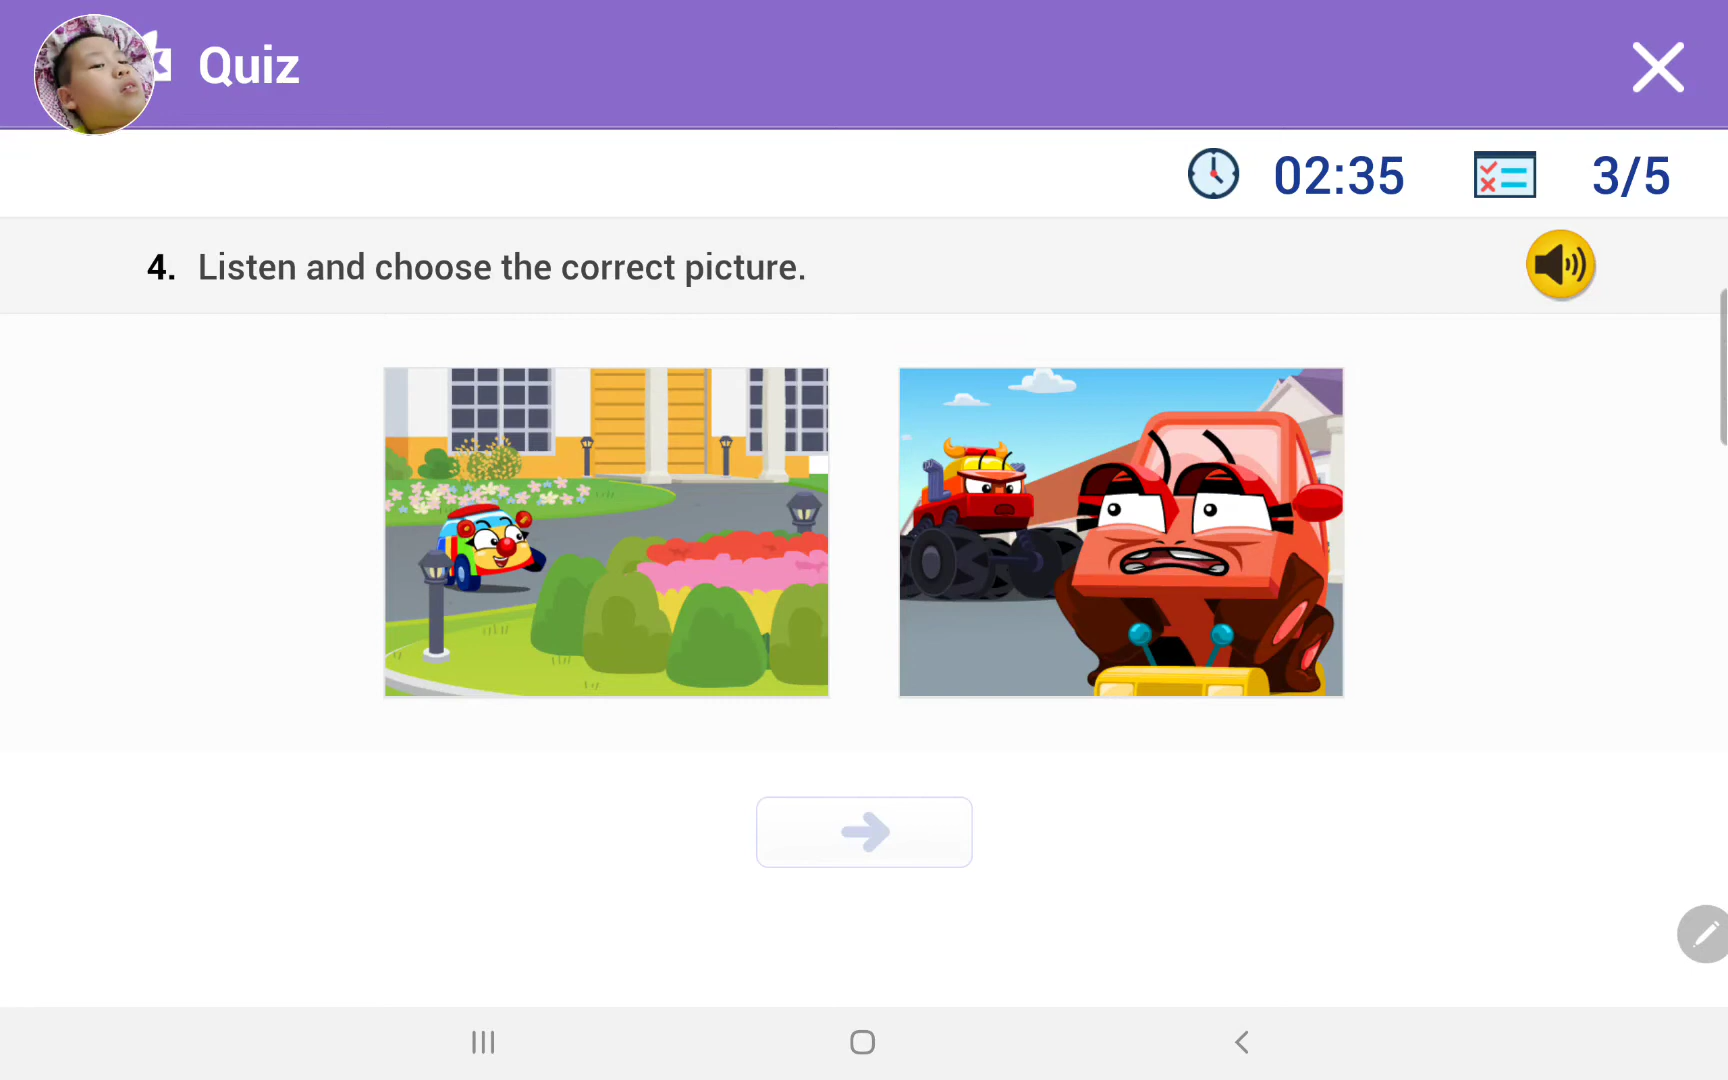 Quiz
02:35
3/5
4. Listen and choose the correct picture.